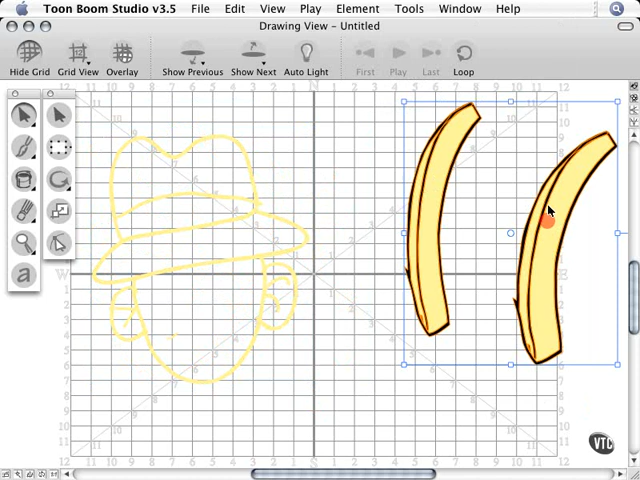 Toon Boom Studio v3.5 File Edit View Play Element Tools Window Help
Drawing View – Untitled
Hide Grid Grid View Overlay Show Previous Show Next Auto Light First Play Last Loop
12
N
W
E
a
VTC